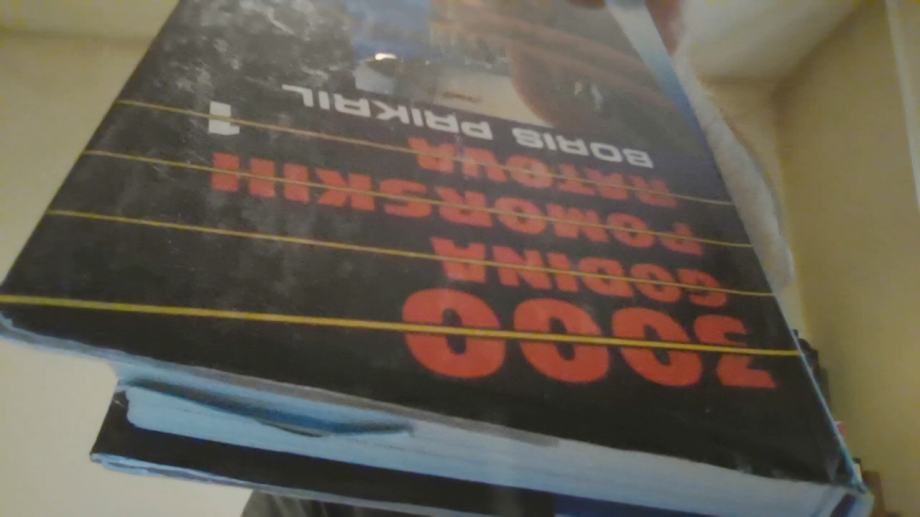 3000
GODINA
POMORSKIH
RATOVA 1
BORIS PRIKRIL